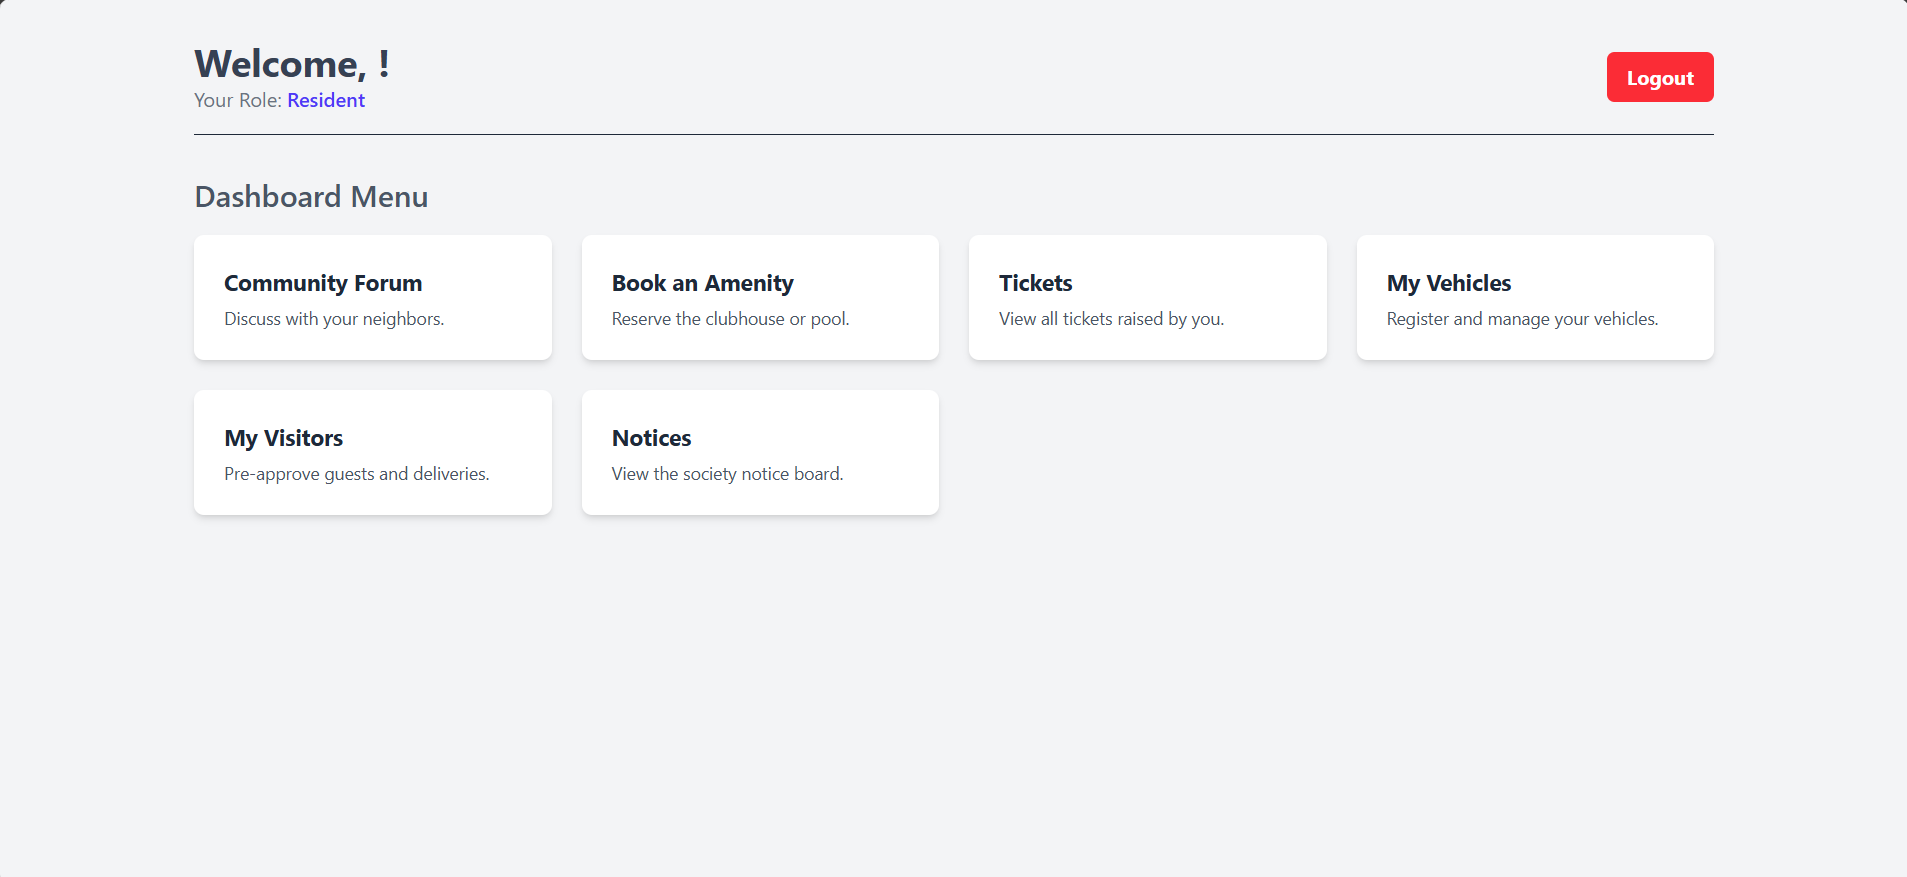 Welcome, !
Your Role: Resident
Logout
Dashboard Menu
Community Forum
Discuss with your neighbors.
Book an Amenity
Reserve the clubhouse or pool.
Tickets
View all tickets raised by you.
My Vehicles
Register and manage your vehicles.
My Visitors
Pre-approve guests and deliveries.
Notices
View the society notice board.